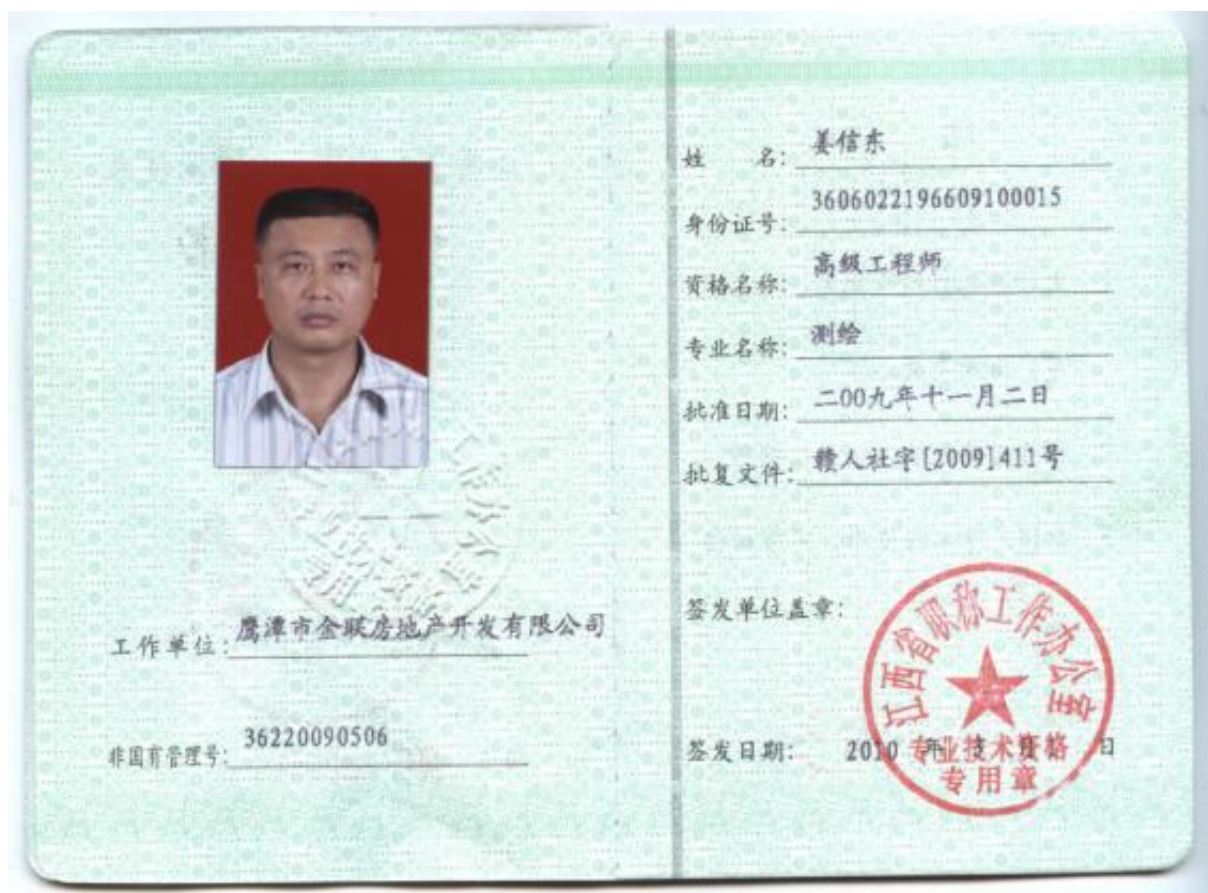 工作单位: 鹰潭市金联房地产开发有限公司
非国有管理号: 36220090506
姓 名: 姜信东
身份证号: 3606022196609100015
资格名称: 高级工程师
专业名称: 测绘
批准日期: 二00九年十一月二日
批复文件: 赣人社字[2009]411号
签发单位盖章:
江西省职称工作办公室
专业技术资格
专用章
签发日期: 2010 年 月 日